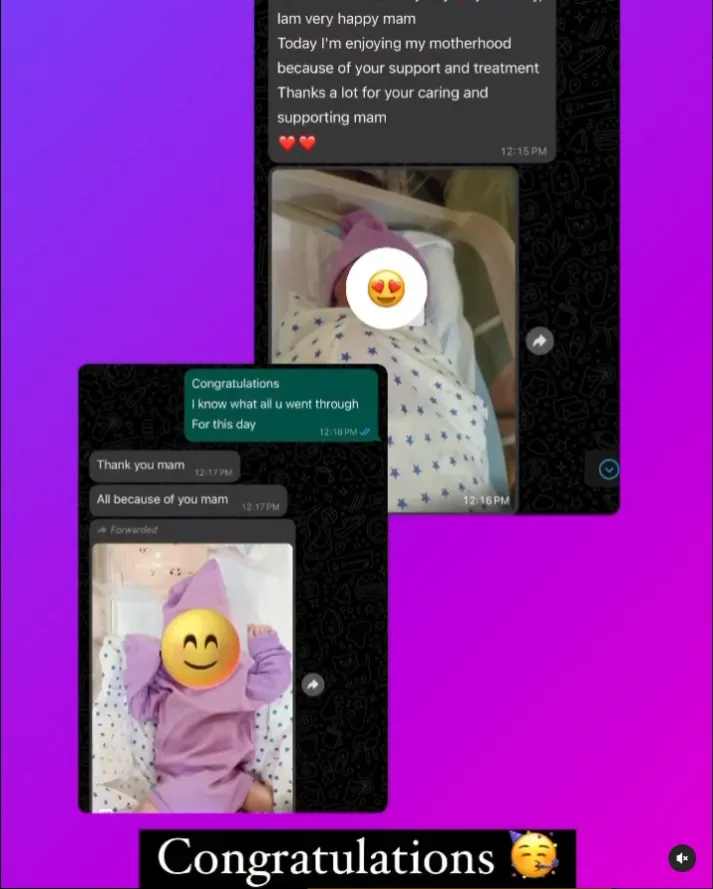 Iam very happy mam
Today I'm enjoying my motherhood
because of your support and treatment
Thanks a lot for your caring and
supporting mam
❤️❤️
12:15 PM
12:16 PM
Congratulations
I know what all u went through
For this day
12:16 PM
Thank you mam
12:17 PM
All because of you mam
12:17 PM
Forwarded
Congratulations 🥳